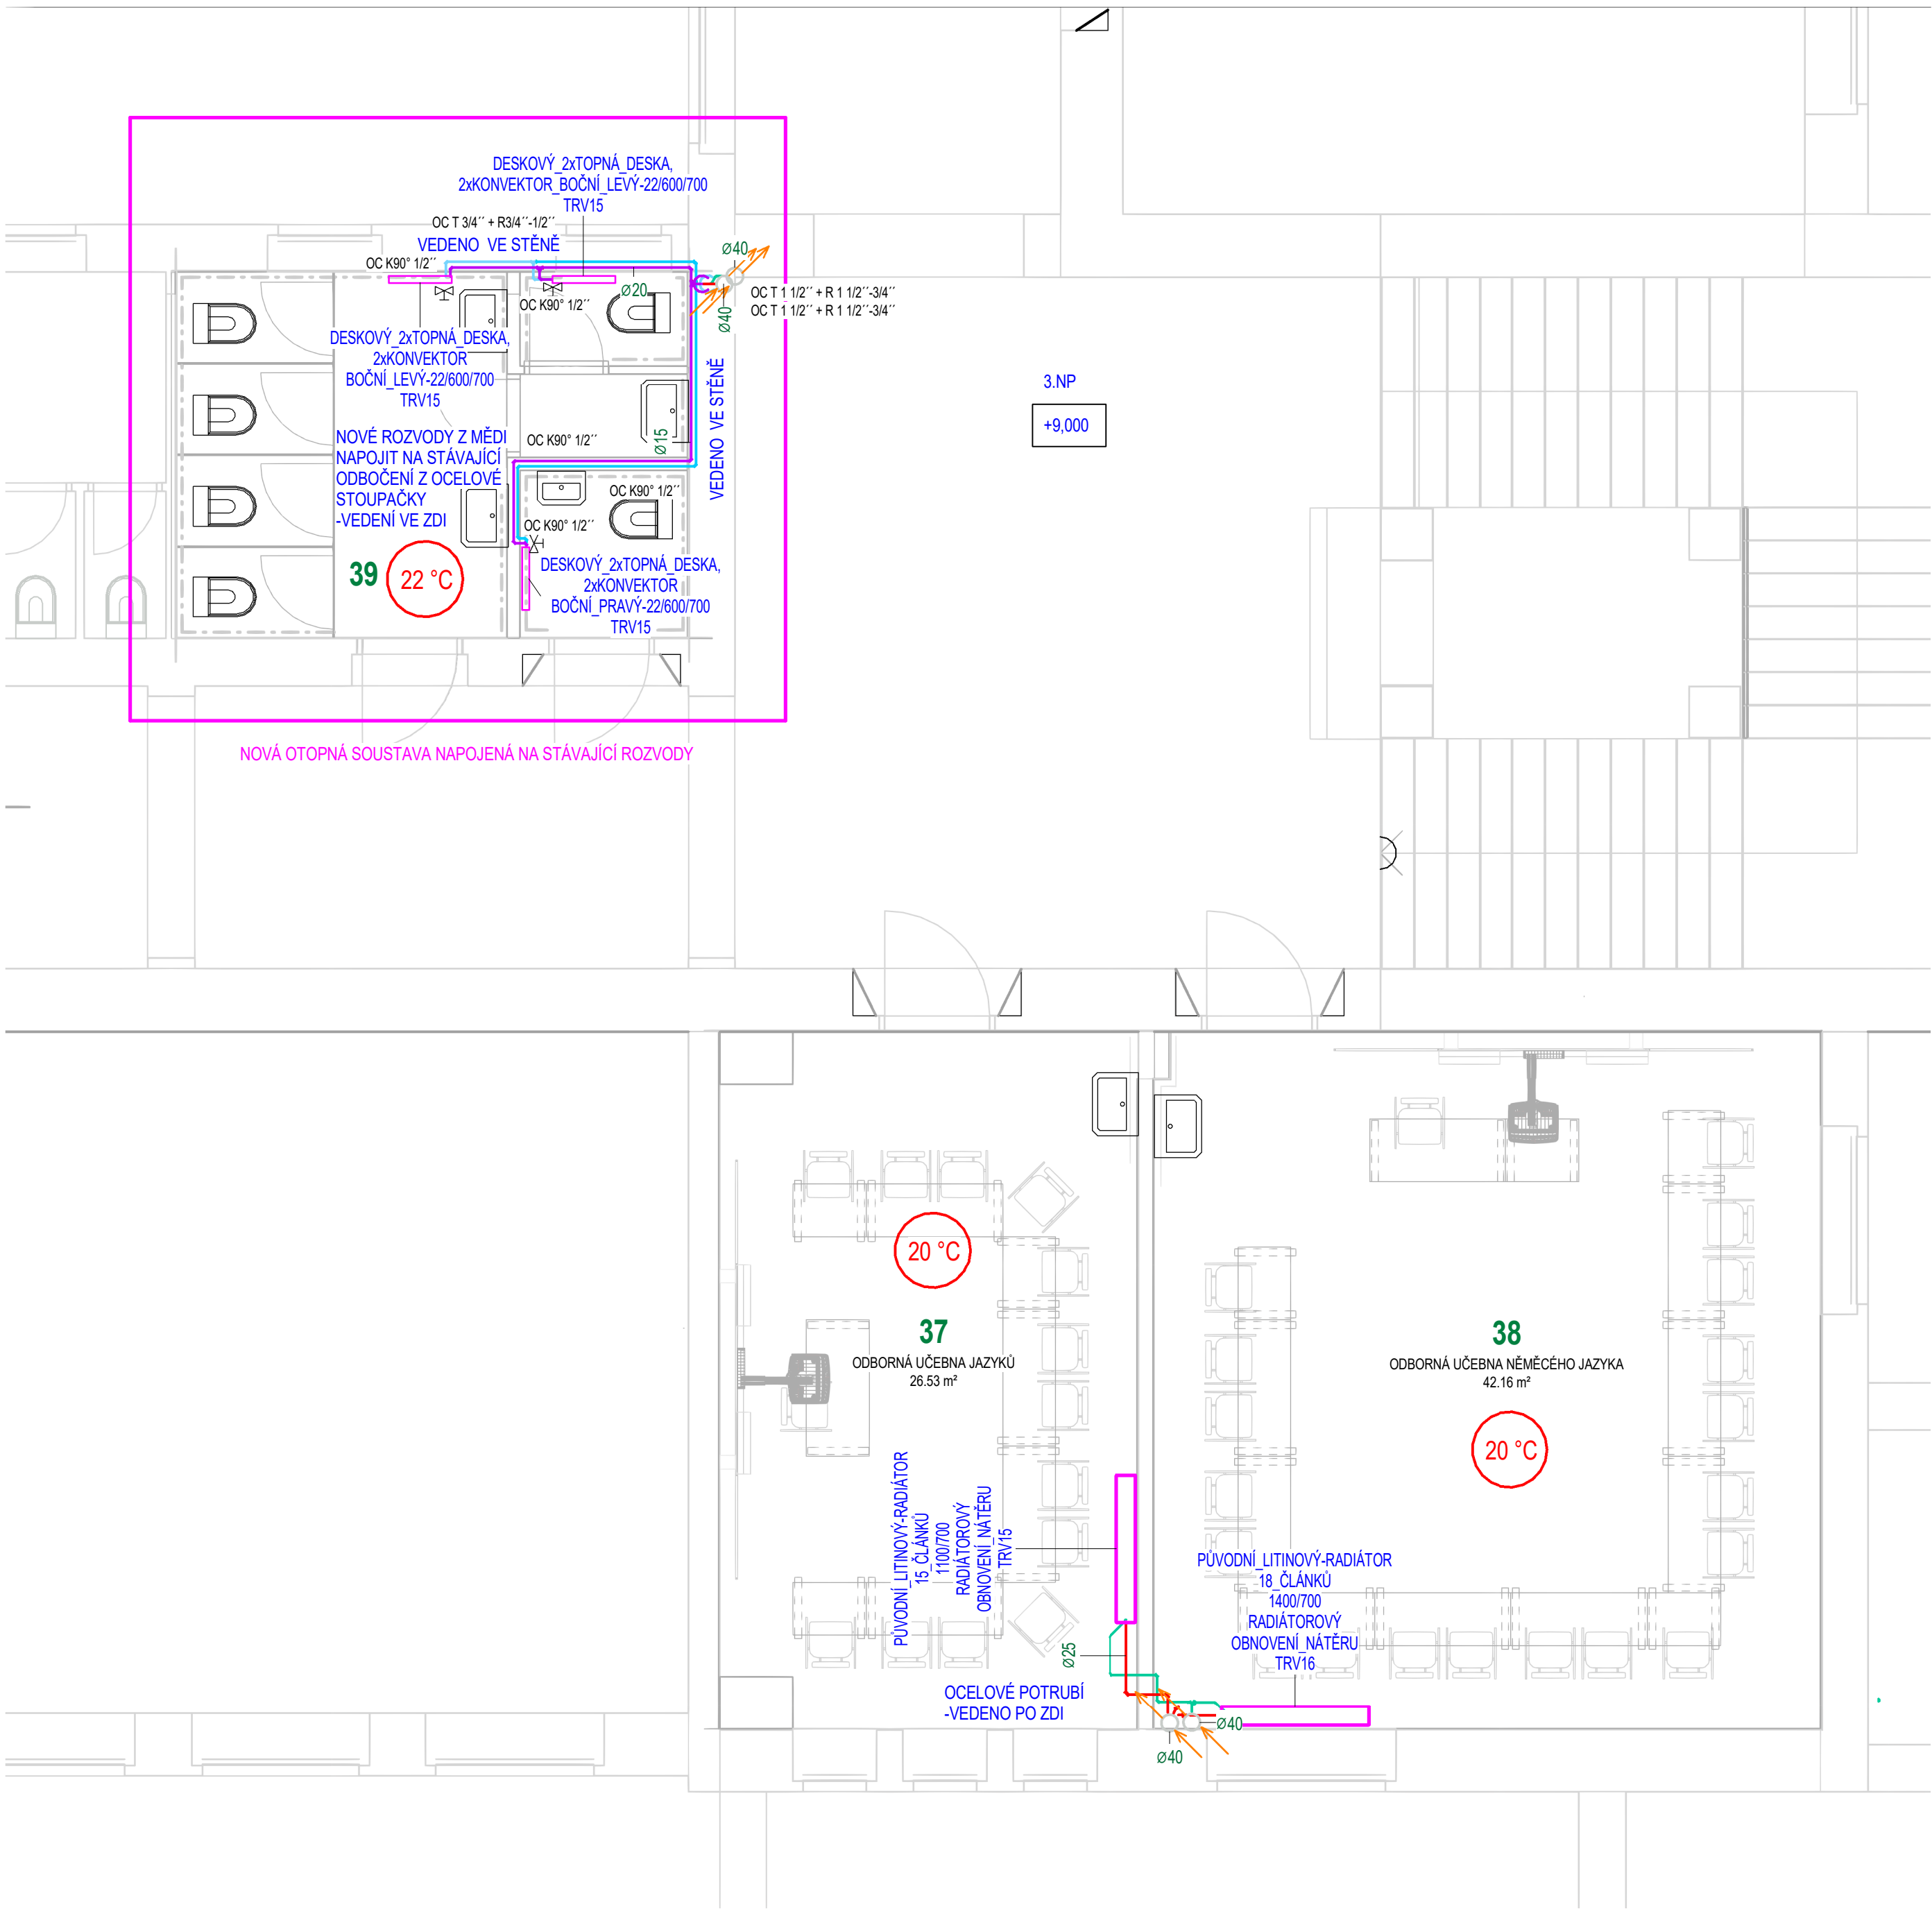 DESKOVÝ_2xTOPNÁ_DESKA,
2xKONVEKTOR_BOČNÍ_LEVÝ-22/600/700
TRV15
OC T 3/4´´ + R3/4´´-1/2´´
VEDENO VE STĚNĚ
OC K90° 1/2´´
Ø40
Ø20
OC K90° 1/2´´
OC T 1 1/2´´ + R 1 1/2´´-3/4´´
OC T 1 1/2´´ + R 1 1/2´´-3/4´´
Ø40
DESKOVÝ_2xTOPNÁ_DESKA,
2xKONVEKTOR
BOČNÍ_LEVÝ-22/600/700
TRV15
VEDENO VE STĚNĚ
3.NP
+9,000
NOVÉ ROZVODY Z MĚDI
NAPOJIT NA STÁVAJÍCÍ
ODBOČENÍ Z OCELOVÉ
STOUPAČKY
-VEDENÍ VE ZDI
OC K90° 1/2´´
Ø15
OC K90° 1/2´´
OC K90° 1/2´´
39
22 °C
DESKOVÝ_2xTOPNÁ_DESKA,
2xKONVEKTOR
BOČNÍ_PRAVÝ-22/600/700
TRV15
NOVÁ OTOPNÁ SOUSTAVA NAPOJENÁ NA STÁVAJÍCÍ ROZVODY
20 °C
37
ODBORNÁ UČEBNA JAZYKŮ
26.53 m²
38
ODBORNÁ UČEBNA NĚMĚCÉHO JAZYKA
42.16 m²
20 °C
PŮVODNÍ_LITINOVÝ-RADIÁTOR
15_ČLÁNKŮ
1100/700
RADIÁTOROVÝ
OBNOVENÍ_NÁTĚRU
TRV15
PŮVODNÍ_LITINOVÝ-RADIÁTOR
18_ČLÁNKŮ
1400/700
RADIÁTOROVÝ
OBNOVENÍ_NÁTĚRU
TRV16
Ø25
OCELOVÉ POTRUBÍ
-VEDENO PO ZDI
Ø40
Ø40